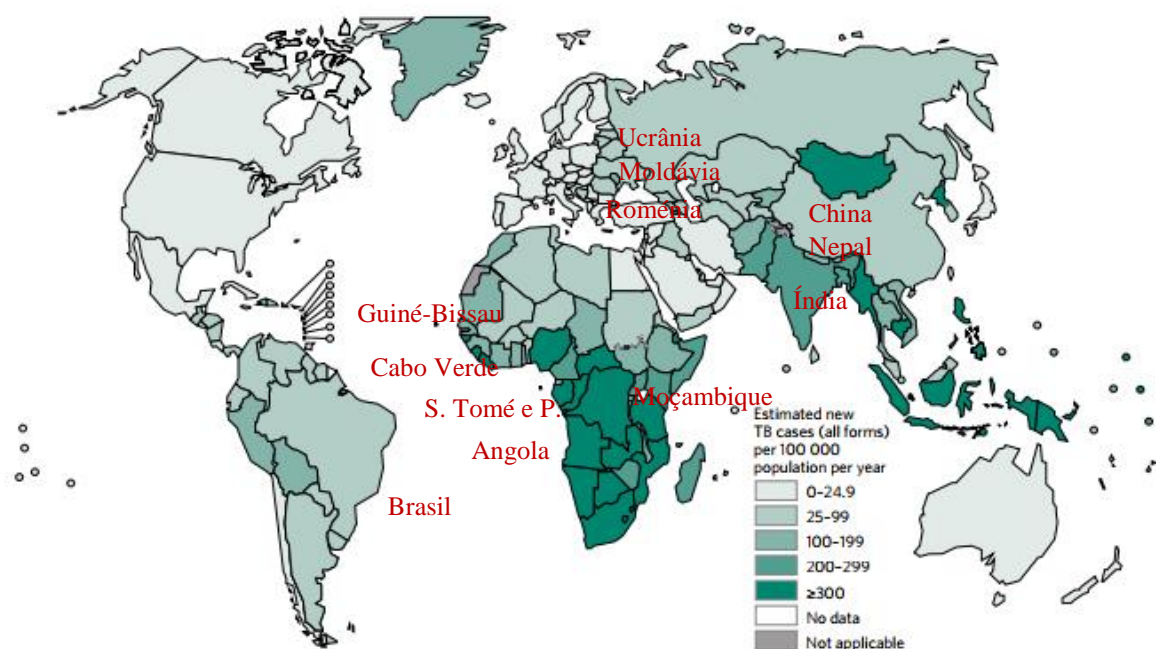 Ucrânia
Moldávia
Roménia
China
Nepal
Índia
Guiné-Bissau
Cabo Verde
S. Tomé e P.
Moçambique
Angola
Brasil
Estimated new
TB cases (all forms)
per 100 000
population per year
0–24.9
25–99
100–199
200–299
≥300
No data
Not applicable